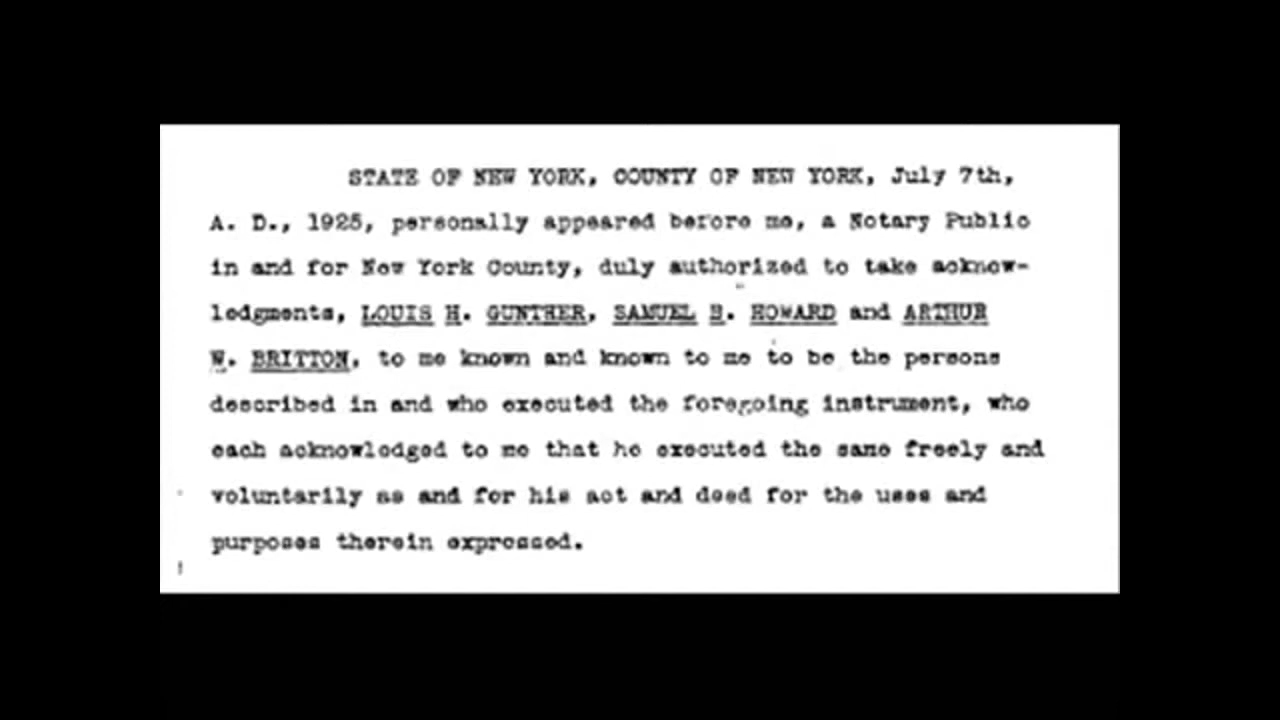 STATE OF NEW YORK, COUNTY OF NEW YORK, July 7th,
A. D., 1925, personally appeared before me, a Notary Public
in and for New York County, duly authorized to take acknow-
ledgments, LOUIS H. GUNTHER, SAMUEL B. HOWARD and ARTHUR
W. BRITTON, to me known and known to me to be the persons
described in and who executed the foregoing instrument, who
each acknowledged to me that he executed the same freely and
voluntarily as and for his act and deed for the uses and
purposes therein expressed.